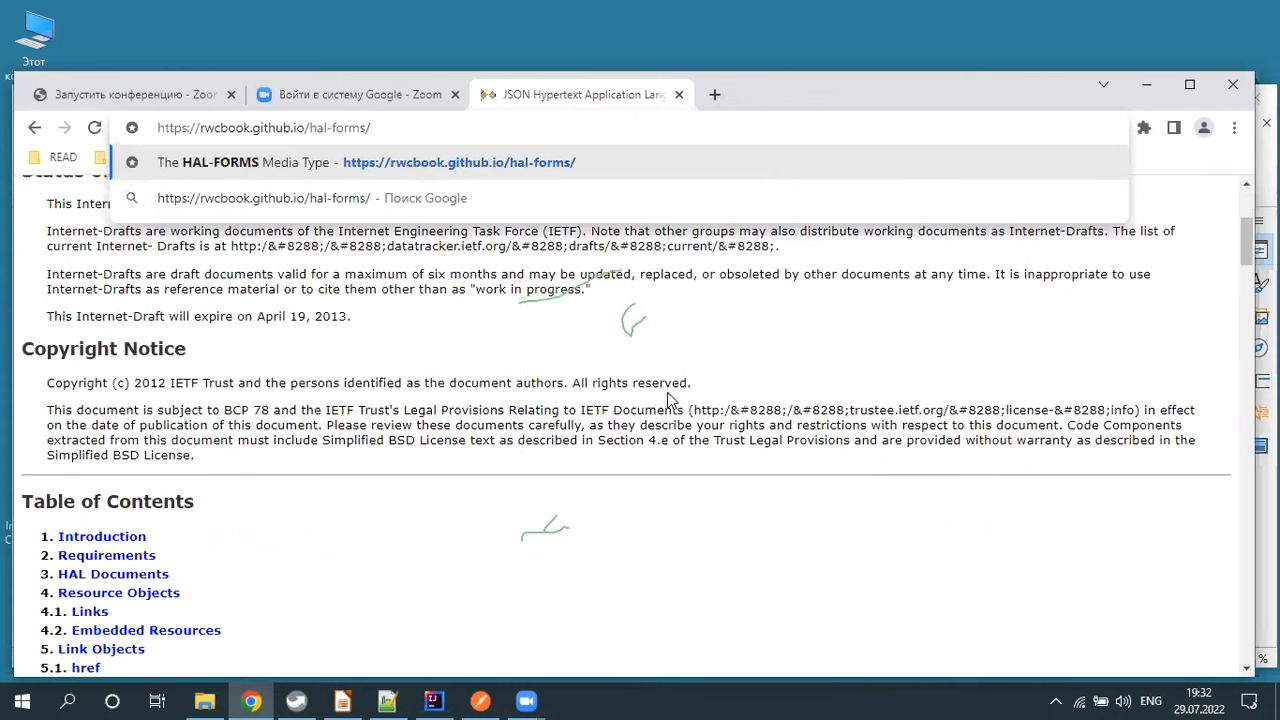 Этот
Запустить конференцию - Zoo
Войти в систему Google - Zoom
JSON Hypertext Application Lan
https://rwcbook.github.io/hal-forms/
READ
The HAL-FORMS Media Type - https://rwcbook.github.io/hal-forms/
https://rwcbook.github.io/hal-forms/ - Поиск Google
This Intern
Internet-Drafts are working documents of the Internet Engineering Task Force (IETF). Note that other groups may also distribute working documents as Internet-Drafts. The list of
current Internet- Drafts is at http:/&#8288;/&#8288;datatracker.ietf.org/&#8288;drafts/&#8288;current/&#8288;.
Internet-Drafts are draft documents valid for a maximum of six months and may be updated, replaced, or obsoleted by other documents at any time. It is inappropriate to use
Internet-Drafts as reference material or to cite them other than as "work in progress."
This Internet-Draft will expire on April 19, 2013.
Copyright Notice
Copyright (c) 2012 IETF Trust and the persons identified as the document authors. All rights reserved.
This document is subject to BCP 78 and the IETF Trust's Legal Provisions Relating to IETF Documents (http:/&#8288;/&#8288;trustee.ietf.org/&#8288;license-&#8288;info) in effect
on the date of publication of this document. Please review these documents carefully, as they describe your rights and restrictions with respect to this document. Code Components
extracted from this document must include Simplified BSD License text as described in Section 4.e of the Trust Legal Provisions and are provided without warranty as described in the
Simplified BSD License.
Table of Contents
1. Introduction
2. Requirements
3. HAL Documents
4. Resource Objects
4.1. Links
4.2. Embedded Resources
5. Link Objects
5.1. href
%
ENG
19:32
29.07.2022